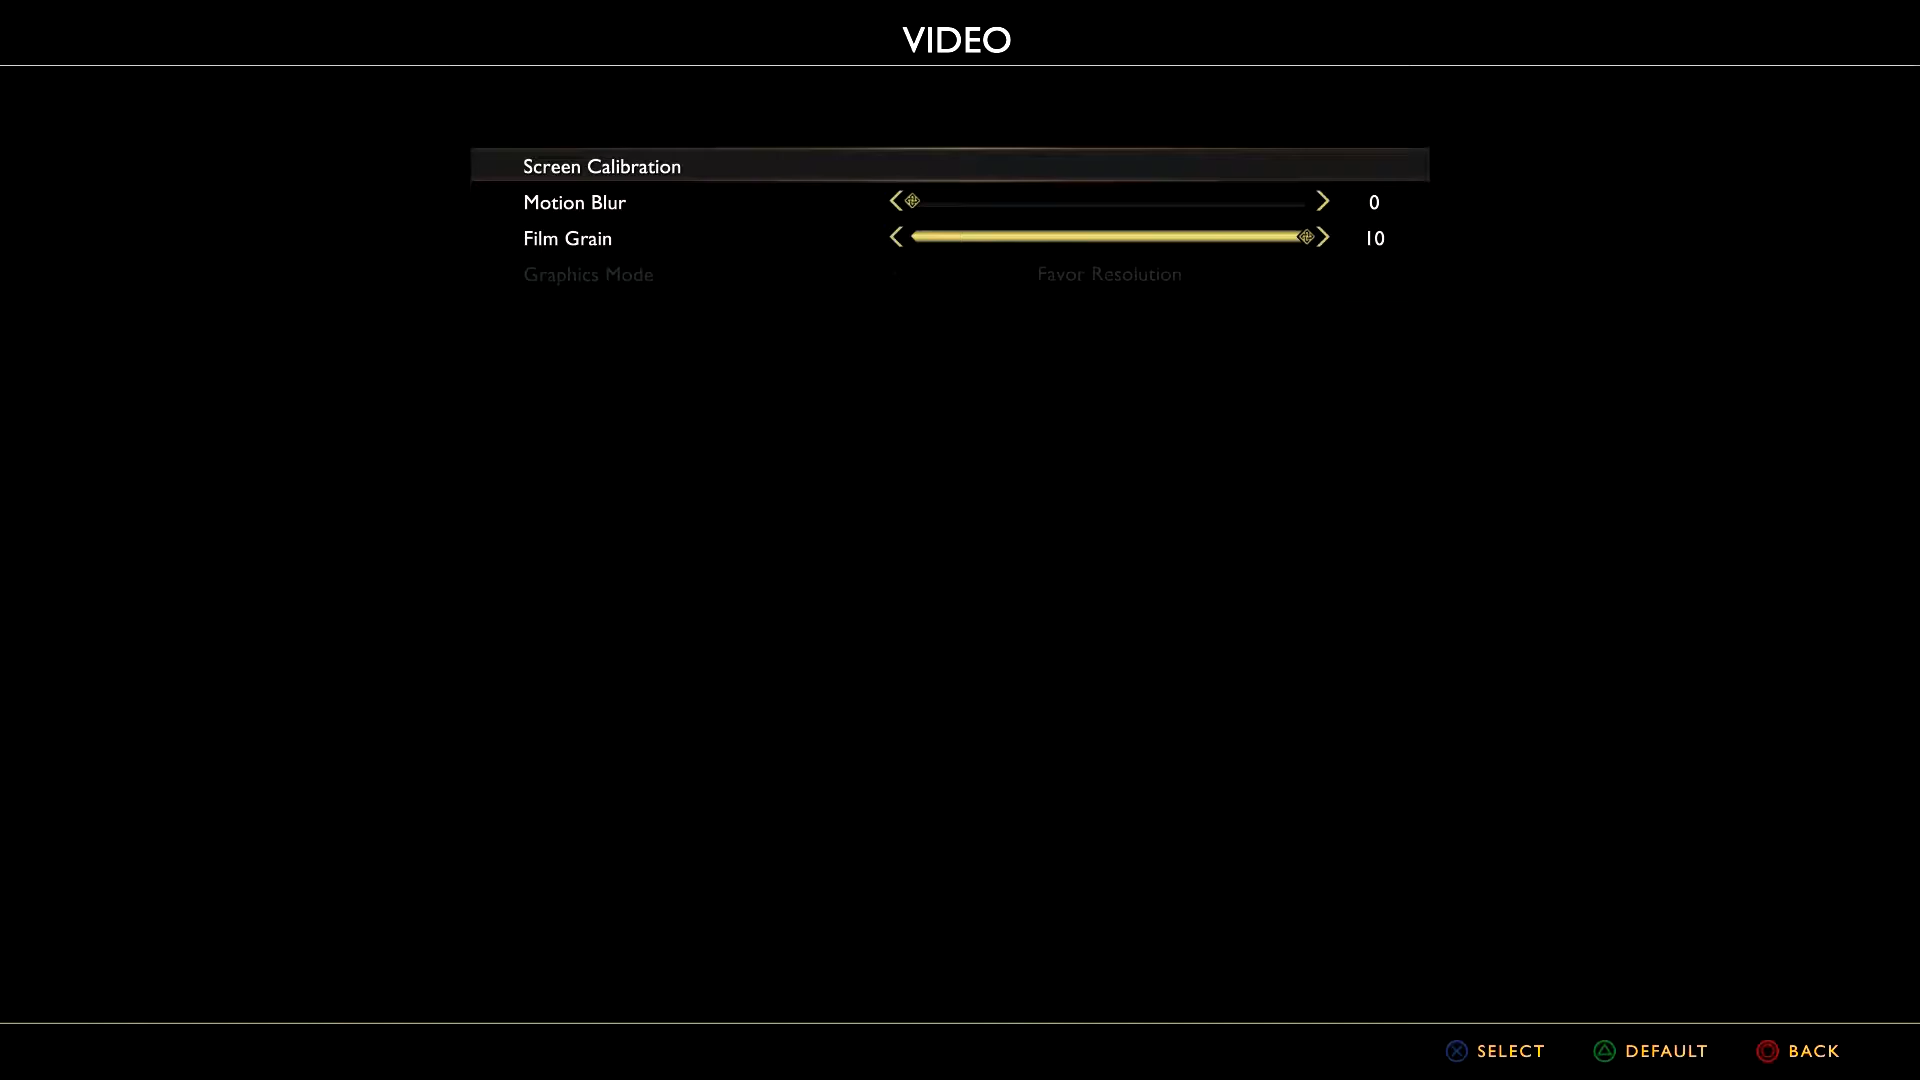 VIDEO
Screen Calibration
Motion Blur 0
Film Grain 10
Graphics Mode Favor Resolution
SELECT DEFAULT BACK